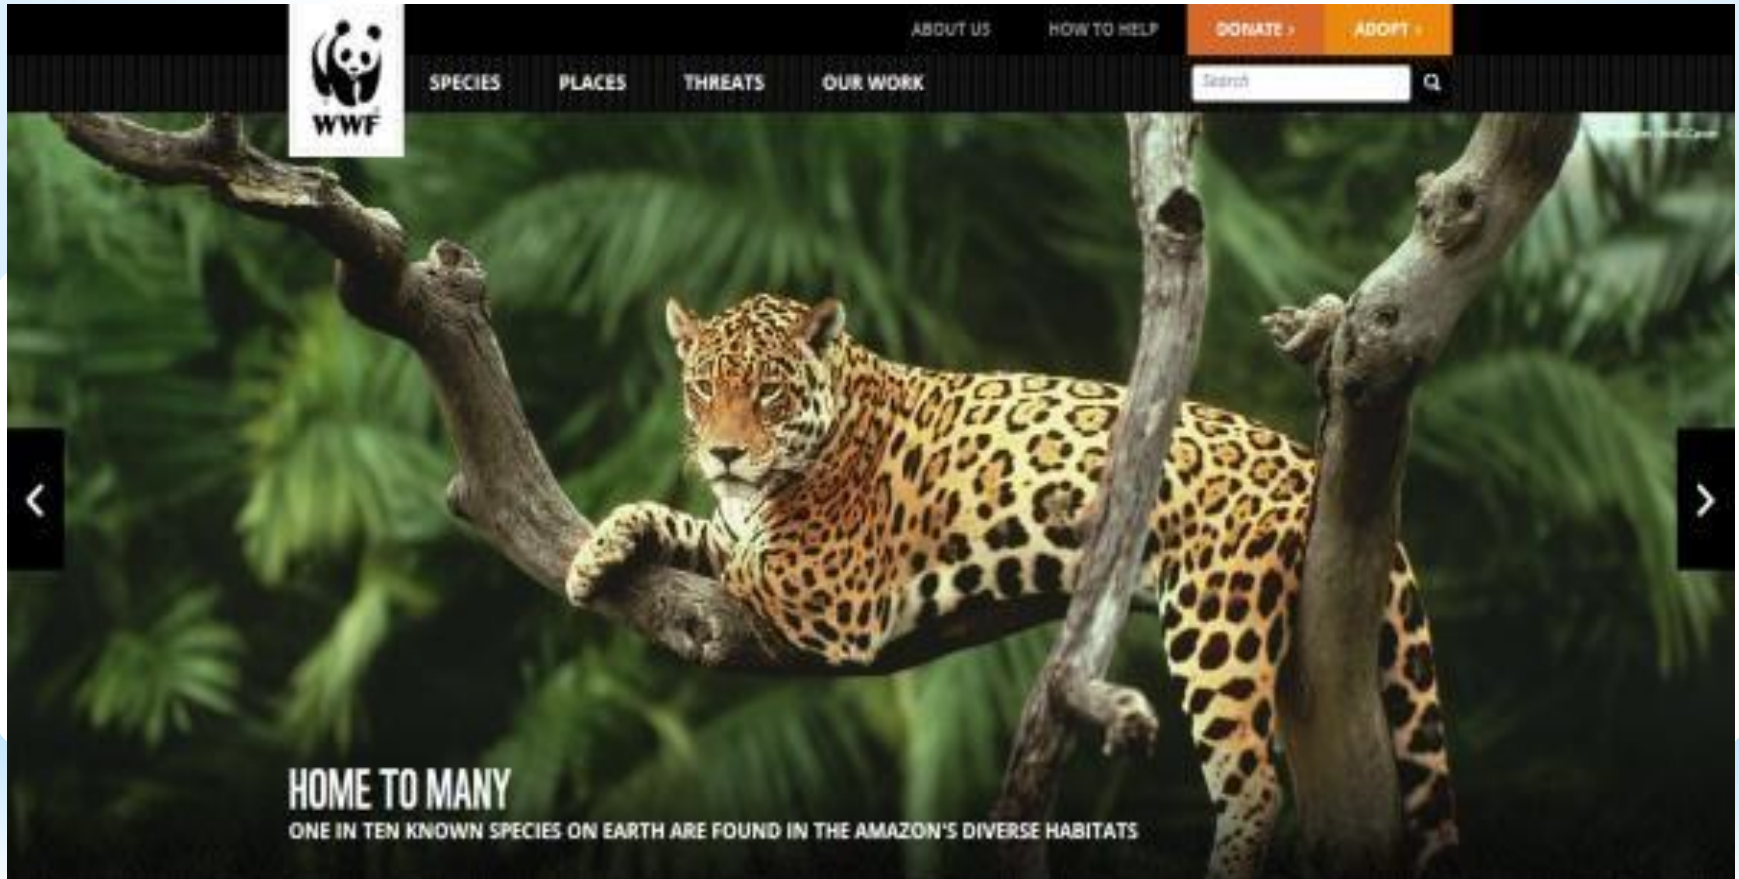 ABOUT US HOW TO HELP DONATE › ADOPT ›
WWF
SPECIES PLACES THREATS OUR WORK Search
HOME TO MANY
ONE IN TEN KNOWN SPECIES ON EARTH ARE FOUND IN THE AMAZON'S DIVERSE HABITATS